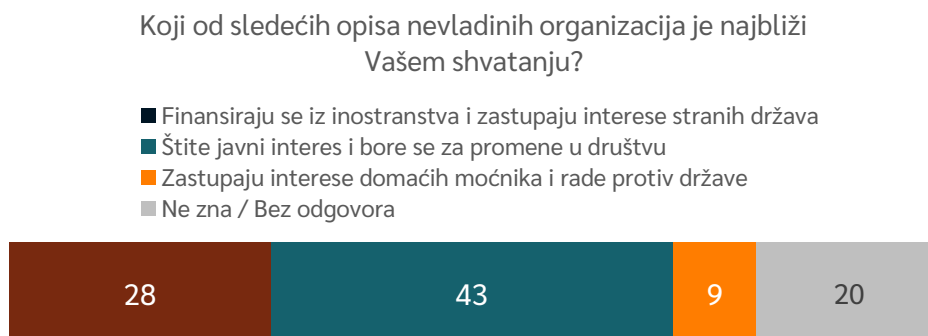 Koji od sledećih opisa nevladinih organizacija je najbliži
Vašem shvatanju?
Finansiraju se iz inostranstva i zastupaju interese stranih država
Štite javni interes i bore se za promene u društvu
Zastupaju interese domaćih moćnika i rade protiv države
Ne zna / Bez odgovora
28 43 9 20